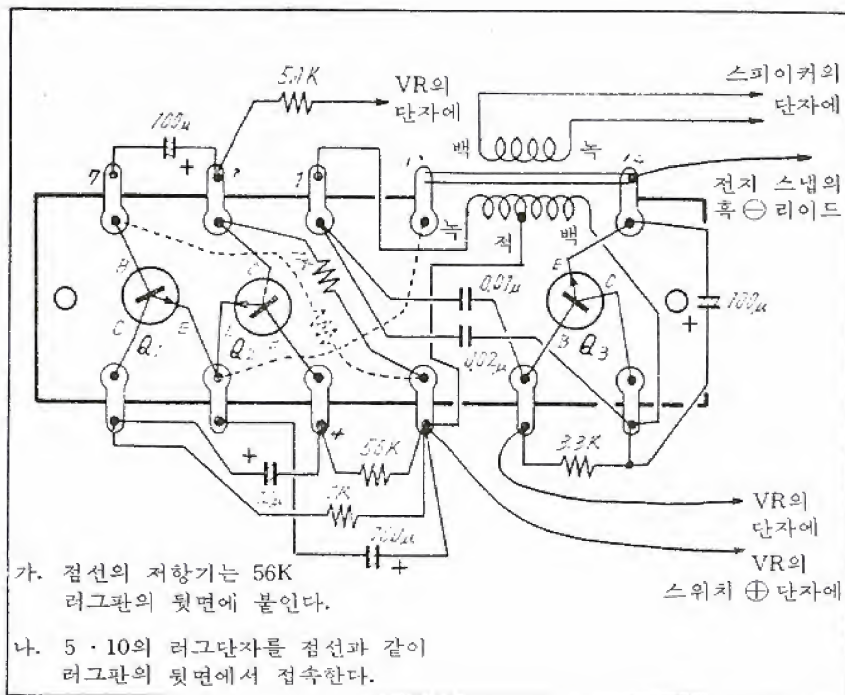 5.1K
VR의
단자에
스피이커의
단자에
100μ
+
백
녹
7
전지 스냅의
흑 ⊖ 리이드
녹
적
백
B
C
E
Q1
Q2
0.01μ
0.02μ
E
C
B
Q3
100μ
+
+
4
56K
1K
3.3K
100μ
+
VR의
단자에
VR의
스위치 ⊕ 단자에
가. 점선의 저항기는 56K
러그판의 뒷면에 붙인다.
나. 5 · 10의 러그단자를 점선과 같이
러그판의 뒷면에서 접속한다.